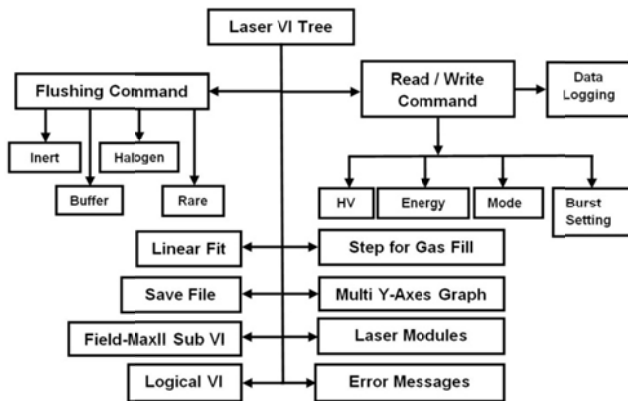 Laser VI Tree
Flushing Command
Read / Write
Command
Data
Logging
Inert
Halogen
Buffer
Rare
HV
Energy
Mode
Burst
Setting
Linear Fit
Step for Gas Fill
Save File
Multi Y-Axes Graph
Field-MaxII Sub VI
Laser Modules
Logical VI
Error Messages